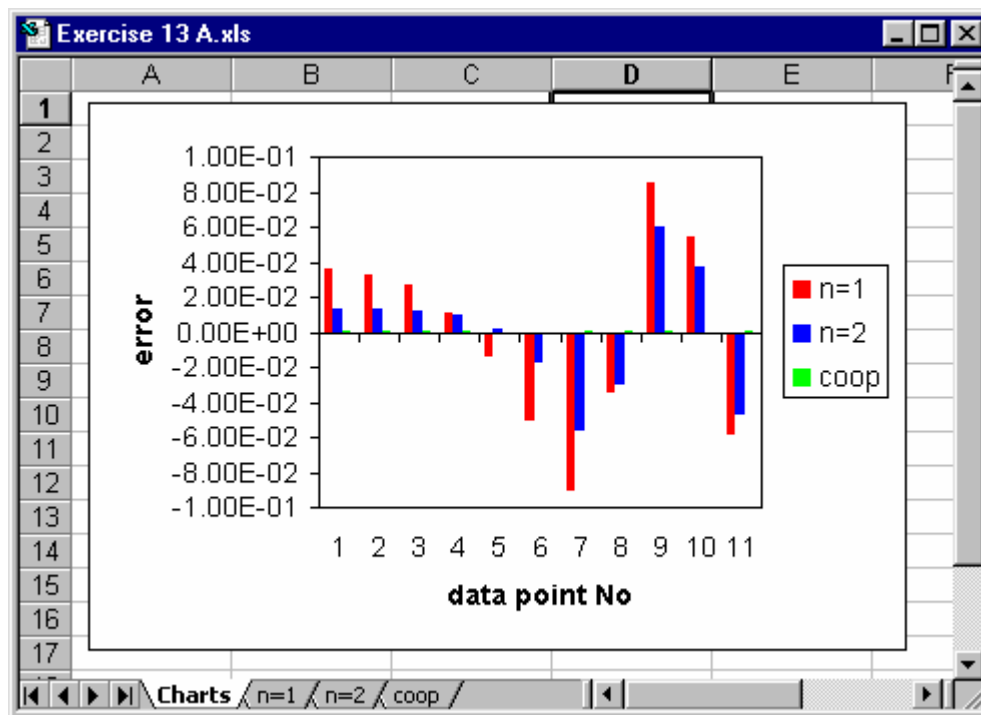 Exercise 13 A.xls
A B C D E F
1
2
3
4
5
6
7
8
9
10
11
12
13
14
15
16
17
1.00E-01
8.00E-02
6.00E-02
4.00E-02
2.00E-02
0.00E+00
-2.00E-02
-4.00E-02
-6.00E-02
-8.00E-02
-1.00E-01
error
1 2 3 4 5 6 7 8 9 10 11
data point No
n=1
n=2
coop
Charts n=1 n=2 coop